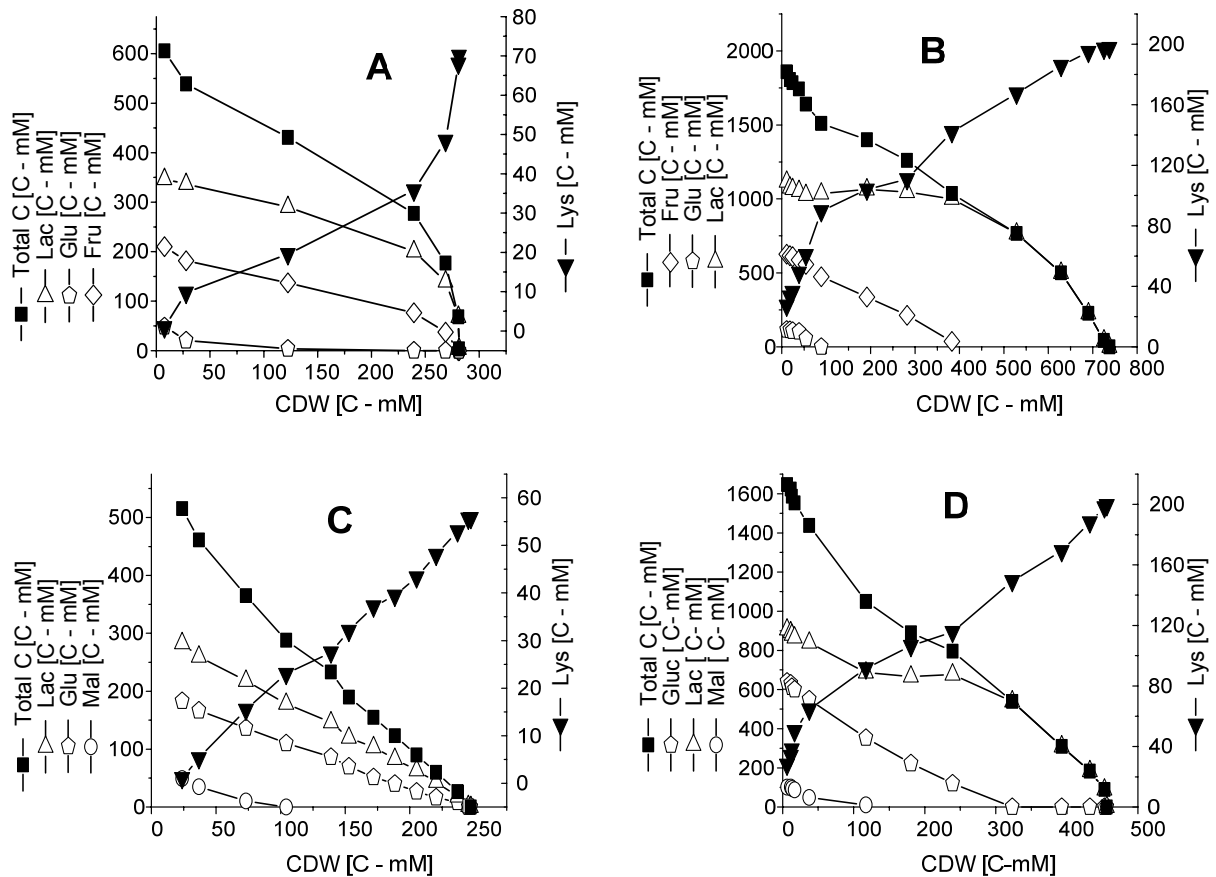 A
600
500
400
300
200
100
0
0 50 100 150 200 250 300
CDW [C - mM]
80
70
60
50
40
30
20
10
0
Total C [C - mM]
Lac [C - mM]
Glu [C - mM]
Fru [C - mM]
Lys [C - mM]
B
2000
1500
1000
500
0
0 100 200 300 400 500 600 700 800
CDW [C - mM]
200
160
120
80
40
0
Total C [C - mM]
Fru [C - mM]
Glu [C - mM]
Lac [C - mM]
Lys [C - mM]
C
500
400
300
200
100
0
0 50 100 150 200 250
CDW [C - mM]
60
50
40
30
20
10
0
Total C [C - mM]
Lac [C - mM]
Glu [C - mM]
Mal [C - mM]
Lys [C - mM]
D
1600
1400
1200
1000
800
600
400
200
0
0 100 200 300 400 500
CDW [C-mM]
200
160
120
80
40
0
Total C [C - mM]
Gluc [ C- mM]
Lac [ C- mM]
Mal [ C- mM]
Lys [C - mM]